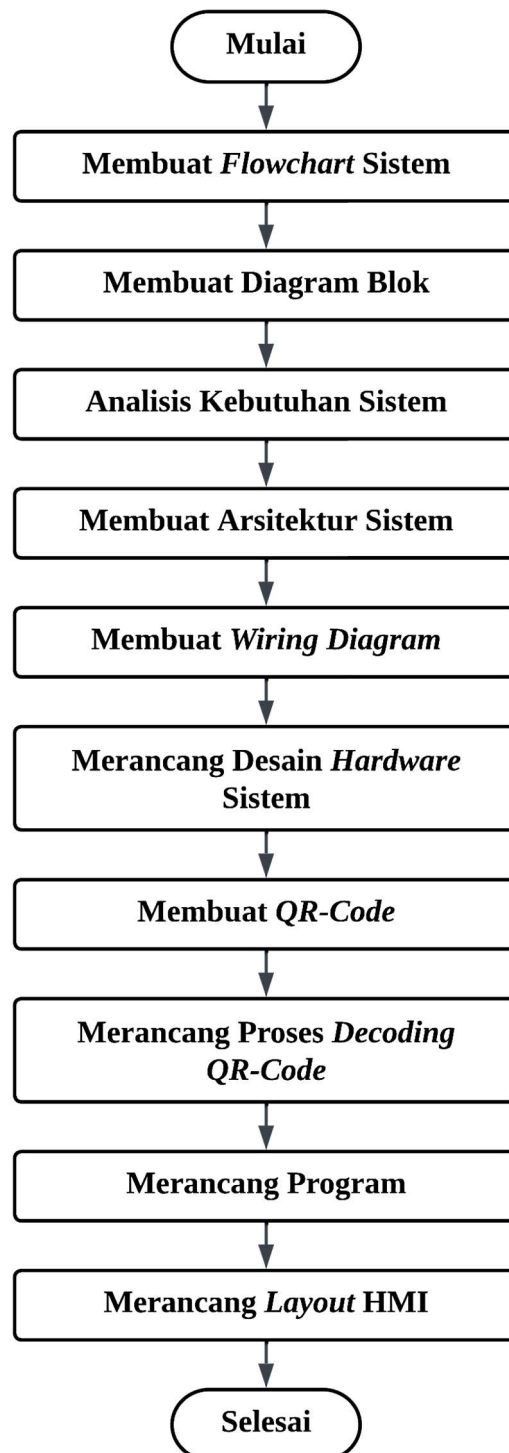 Mulai
Membuat Flowchart Sistem
Membuat Diagram Blok
Analisis Kebutuhan Sistem
Membuat Arsitektur Sistem
Membuat Wiring Diagram
Merancang Desain Hardware
Sistem
Membuat QR-Code
Merancang Proses Decoding
QR-Code
Merancang Program
Merancang Layout HMI
Selesai